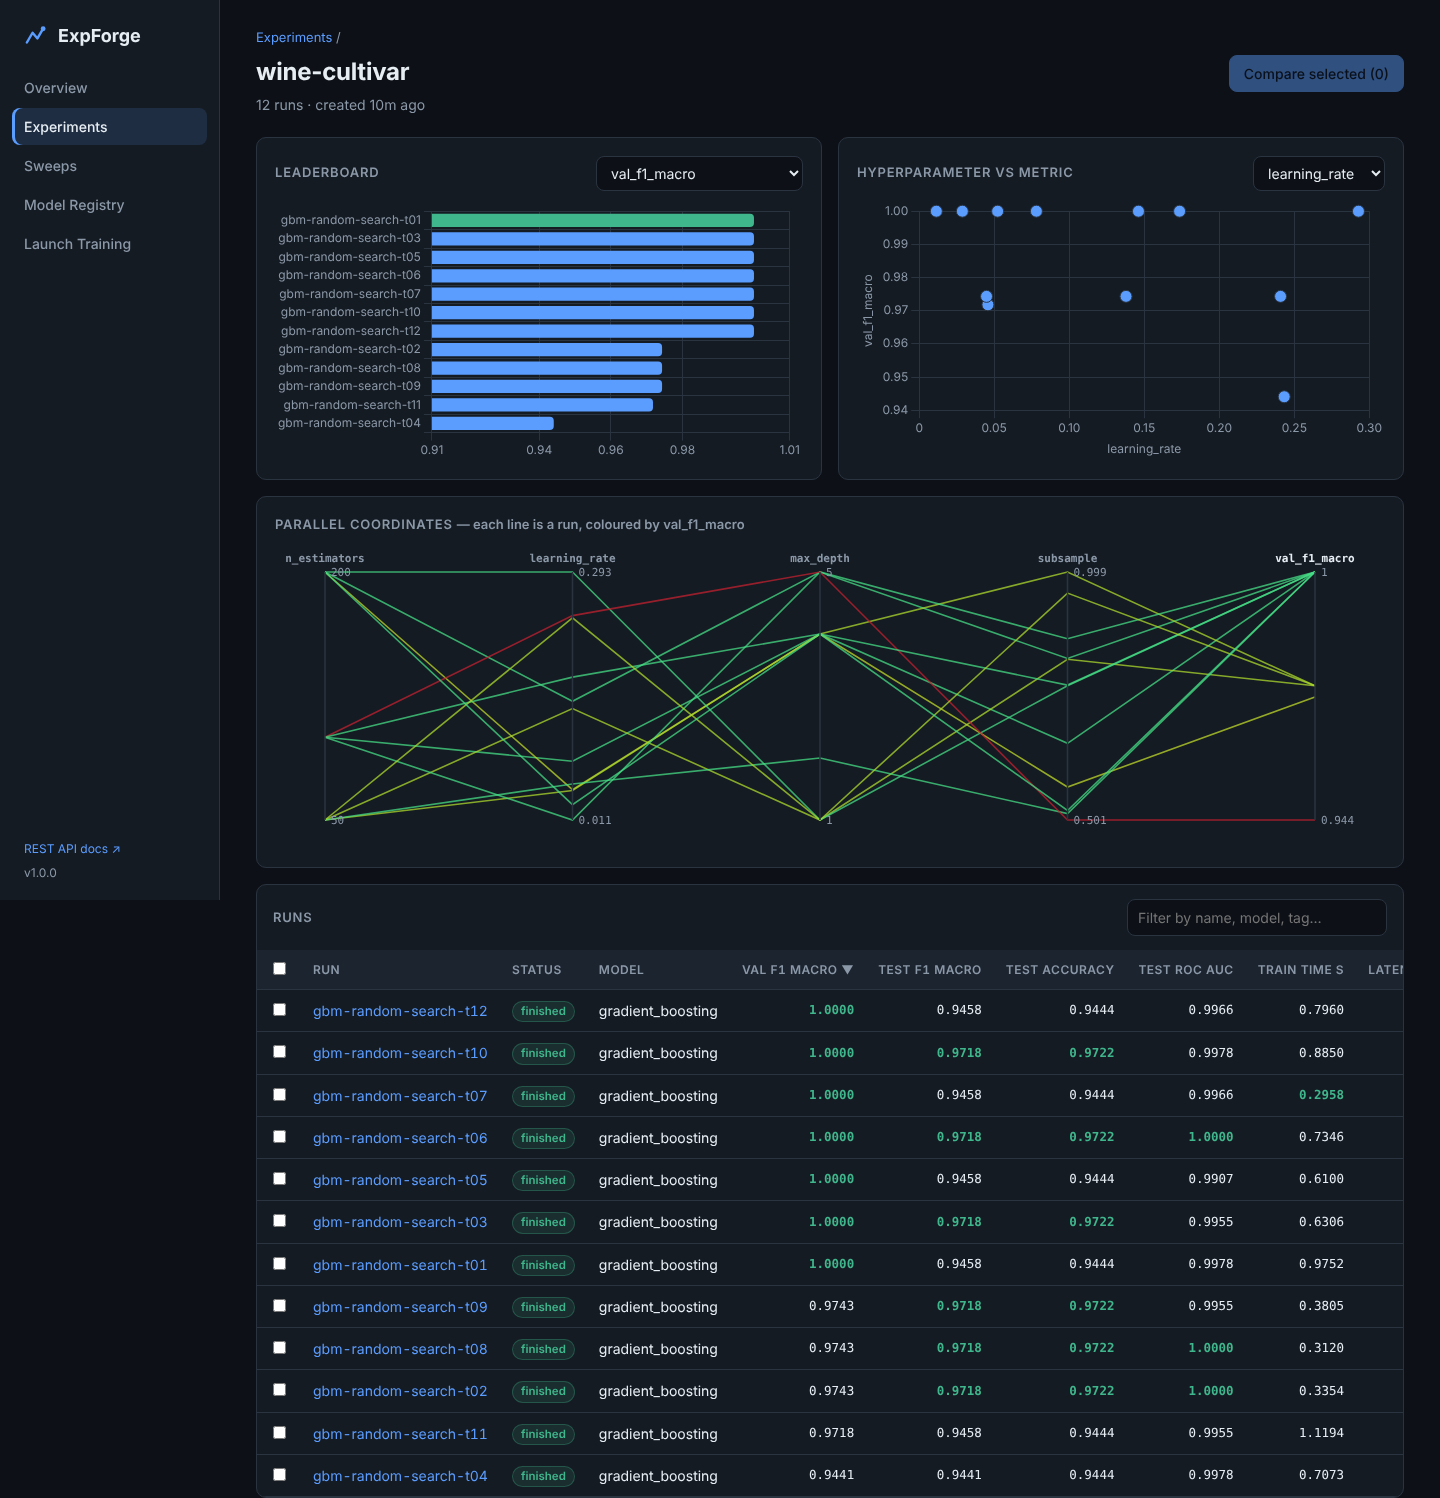 ExpForge
Overview
Experiments
Sweeps
Model Registry
Launch Training
REST API docs ↗
v1.0.0
Experiments /
wine-cultivar
12 runs · created 10m ago
Compare selected (0)
LEADERBOARD
val_f1_macro
gbm-random-search-t01
gbm-random-search-t03
gbm-random-search-t05
gbm-random-search-t06
gbm-random-search-t07
gbm-random-search-t10
gbm-random-search-t12
gbm-random-search-t02
gbm-random-search-t08
gbm-random-search-t09
gbm-random-search-t11
gbm-random-search-t04
0.91 0.94 0.96 0.98 1.01
HYPERPARAMETER VS METRIC
learning_rate
1.00
0.99
0.98
0.97
0.96
0.95
0.94
val_f1_macro
0 0.05 0.10 0.15 0.20 0.25 0.30
learning_rate
PARALLEL COORDINATES — each line is a run, coloured by val_f1_macro
n_estimators learning_rate max_depth subsample val_f1_macro
200 0.293 5 0.999 1
50 0.011 1 0.501 0.944
RUNS
Filter by name, model, tag...
RUN STATUS MODEL VAL F1 MACRO ▼ TEST F1 MACRO TEST ACCURACY TEST ROC AUC TRAIN TIME S LATEN
gbm-random-search-t12 finished gradient_boosting 1.0000 0.9458 0.9444 0.9966 0.7960
gbm-random-search-t10 finished gradient_boosting 1.0000 0.9718 0.9722 0.9978 0.8850
gbm-random-search-t07 finished gradient_boosting 1.0000 0.9458 0.9444 0.9966 0.2958
gbm-random-search-t06 finished gradient_boosting 1.0000 0.9718 0.9722 1.0000 0.7346
gbm-random-search-t05 finished gradient_boosting 1.0000 0.9458 0.9444 0.9907 0.6100
gbm-random-search-t03 finished gradient_boosting 1.0000 0.9718 0.9722 0.9955 0.6306
gbm-random-search-t01 finished gradient_boosting 1.0000 0.9458 0.9444 0.9978 0.9752
gbm-random-search-t09 finished gradient_boosting 0.9743 0.9718 0.9722 0.9955 0.3805
gbm-random-search-t08 finished gradient_boosting 0.9743 0.9718 0.9722 1.0000 0.3120
gbm-random-search-t02 finished gradient_boosting 0.9743 0.9718 0.9722 1.0000 0.3354
gbm-random-search-t11 finished gradient_boosting 0.9718 0.9458 0.9444 0.9955 1.1194
gbm-random-search-t04 finished gradient_boosting 0.9441 0.9441 0.9444 0.9978 0.7073